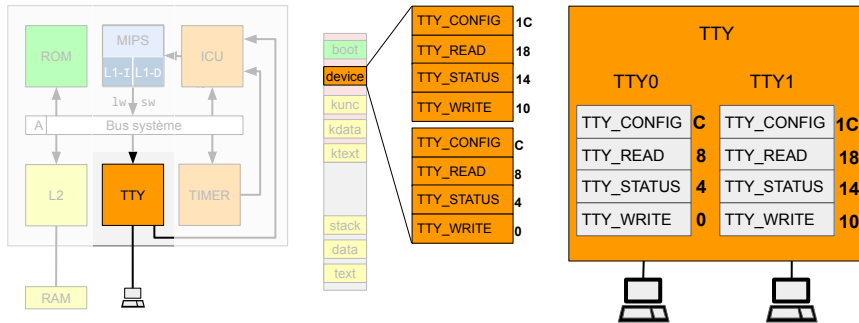 ROM
MIPS
L1-I L1-D
ICU
lw sw
A Bus système
L2
TTY
TIMER
RAM
boot
device
kunc
kdata
ktext
stack
data
text
TTY_CONFIG 1C
TTY_READ 18
TTY_STATUS 14
TTY_WRITE 10
TTY_CONFIG C
TTY_READ 8
TTY_STATUS 4
TTY_WRITE 0
TTY
TTY0 TTY1
TTY_CONFIG C TTY_CONFIG 1C
TTY_READ 8 TTY_READ 18
TTY_STATUS 4 TTY_STATUS 14
TTY_WRITE 0 TTY_WRITE 10